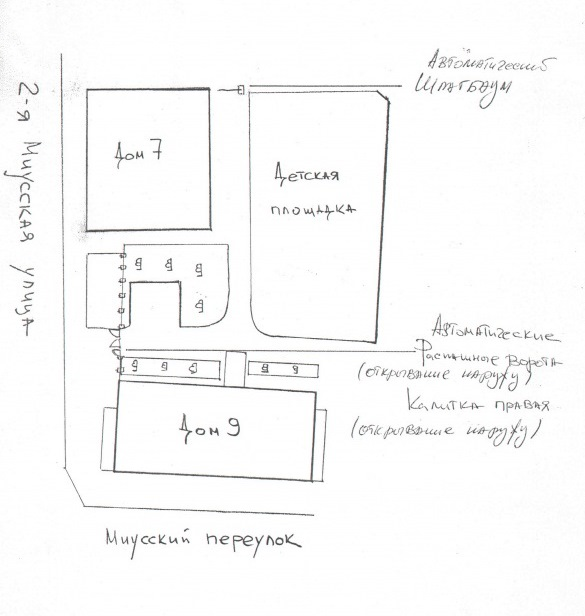 Автоматический
Шлагбаум
2-я Миусская улица
Дом 7
Детская
площадка
Автоматические
Распашные ворота
(открывание наружу)
Калитка правая
(открывание наружу)
Дом 9
Миусский переулок